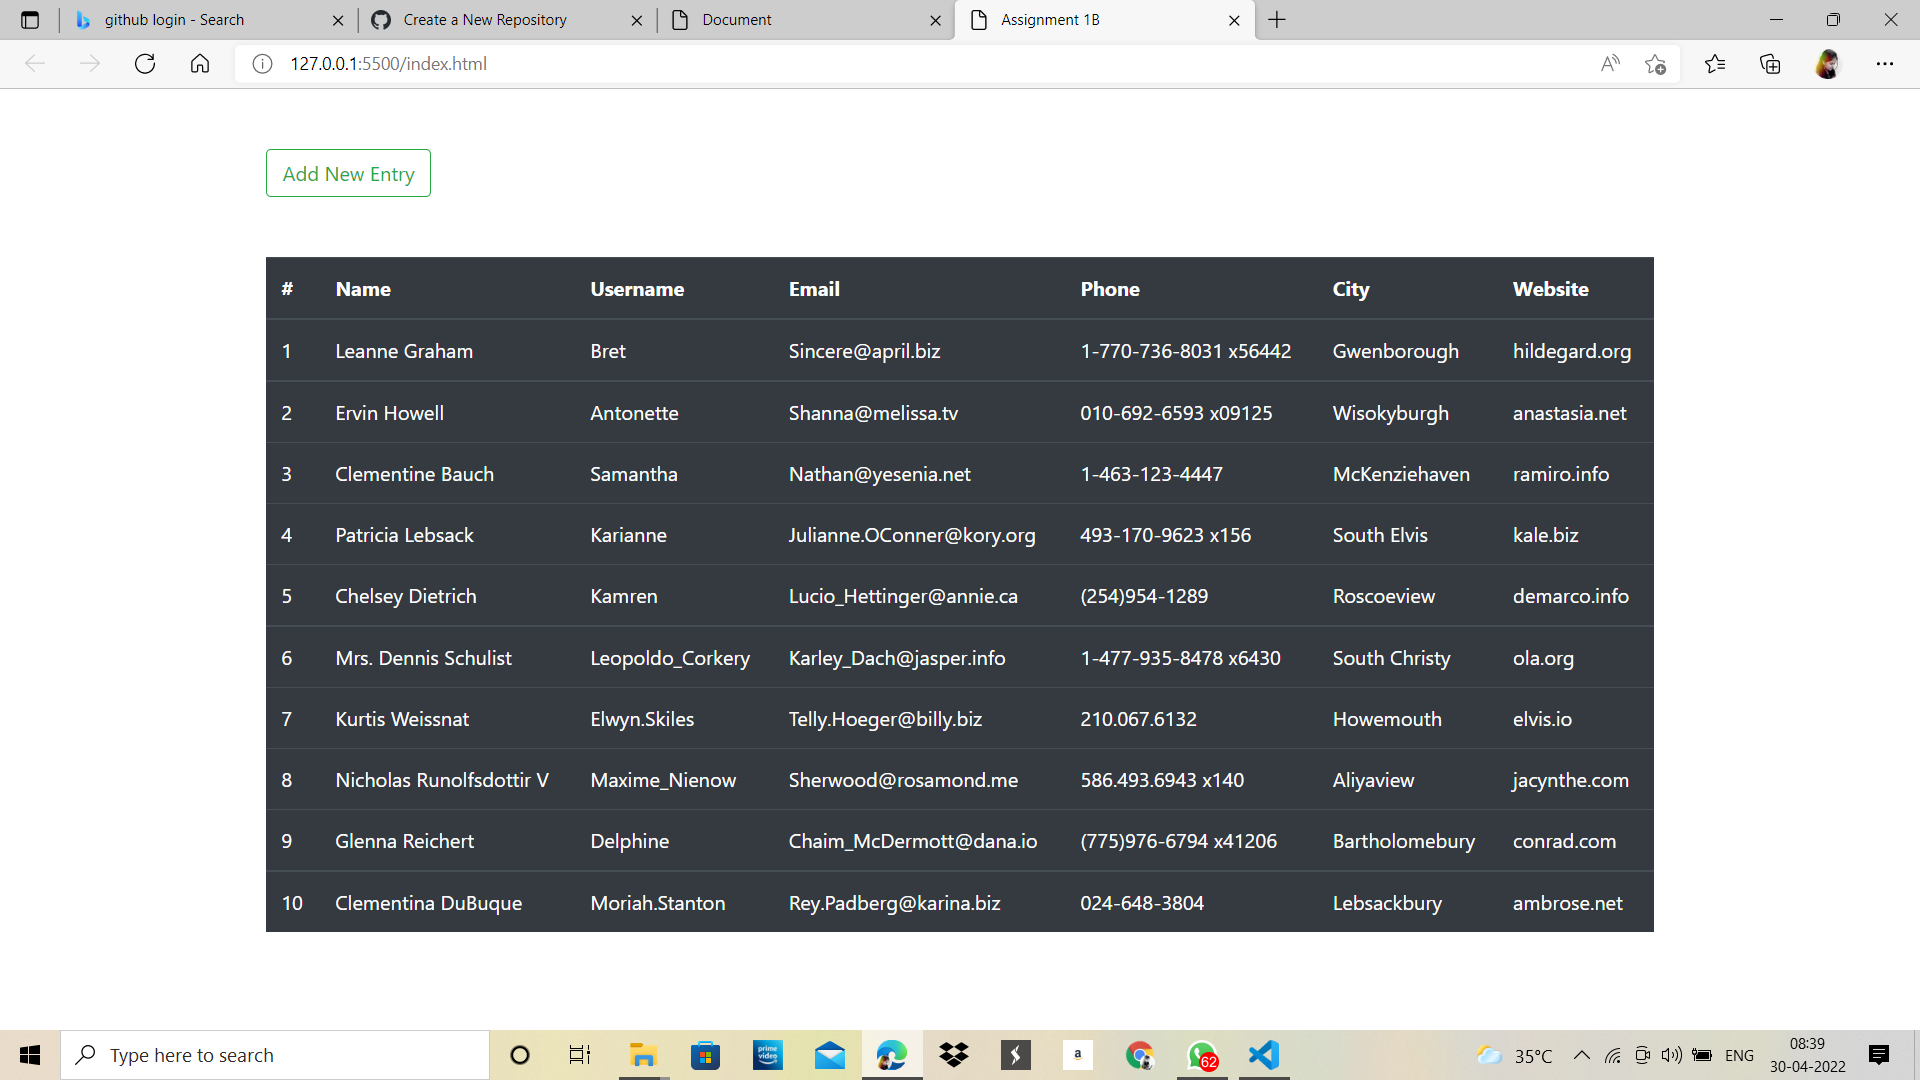 github login - Search
Create a New Repository
Document
Assignment 1B
127.0.0.1:5500/index.html
Add New Entry
# Name Username Email Phone City Website
1 Leanne Graham Bret Sincere@april.biz 1-770-736-8031 x56442 Gwenborough hildegard.org
2 Ervin Howell Antonette Shanna@melissa.tv 010-692-6593 x09125 Wisokyburgh anastasia.net
3 Clementine Bauch Samantha Nathan@yesenia.net 1-463-123-4447 McKenziehaven ramiro.info
4 Patricia Lebsack Karianne Julianne.OConner@kory.org 493-170-9623 x156 South Elvis kale.biz
5 Chelsey Dietrich Kamren Lucio_Hettinger@annie.ca (254)954-1289 Roscoeview demarco.info
6 Mrs. Dennis Schulist Leopoldo_Corkery Karley_Dach@jasper.info 1-477-935-8478 x6430 South Christy ola.org
7 Kurtis Weissnat Elwyn.Skiles Telly.Hoeger@billy.biz 210.067.6132 Howemouth elvis.io
8 Nicholas Runolfsdottir V Maxime_Nienow Sherwood@rosamond.me 586.493.6943 x140 Aliyaview jacynthe.com
9 Glenna Reichert Delphine Chaim_McDermott@dana.io (775)976-6794 x41206 Bartholomebury conrad.com
10 Clementina DuBuque Moriah.Stanton Rey.Padberg@karina.biz 024-648-3804 Lebsackbury ambrose.net
Type here to search
prime video
a
62
35°C
ENG
08:39
30-04-2022